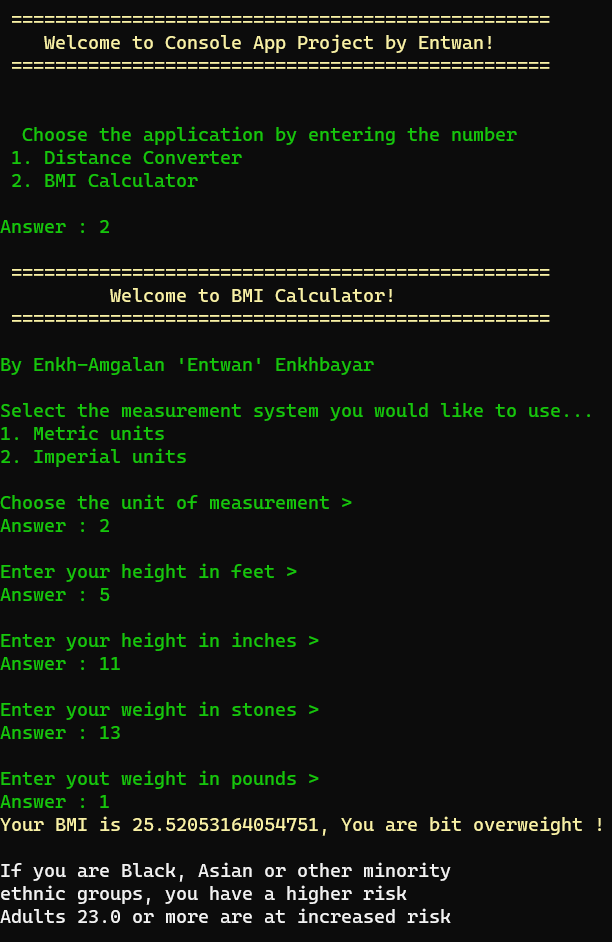 =================================================
Welcome to Console App Project by Entwan!
=================================================
Choose the application by entering the number
1. Distance Converter
2. BMI Calculator
Answer : 2
=================================================
Welcome to BMI Calculator!
=================================================
By Enkh-Amgalan 'Entwan' Enkhbayar
Select the measurement system you would like to use...
1. Metric units
2. Imperial units
Choose the unit of measurement >
Answer : 2
Enter your height in feet >
Answer : 5
Enter your height in inches >
Answer : 11
Enter your weight in stones >
Answer : 13
Enter yout weight in pounds >
Answer : 1
Your BMI is 25.52053164054751, You are bit overweight !
If you are Black, Asian or other minority
ethnic groups, you have a higher risk
Adults 23.0 or more are at increased risk